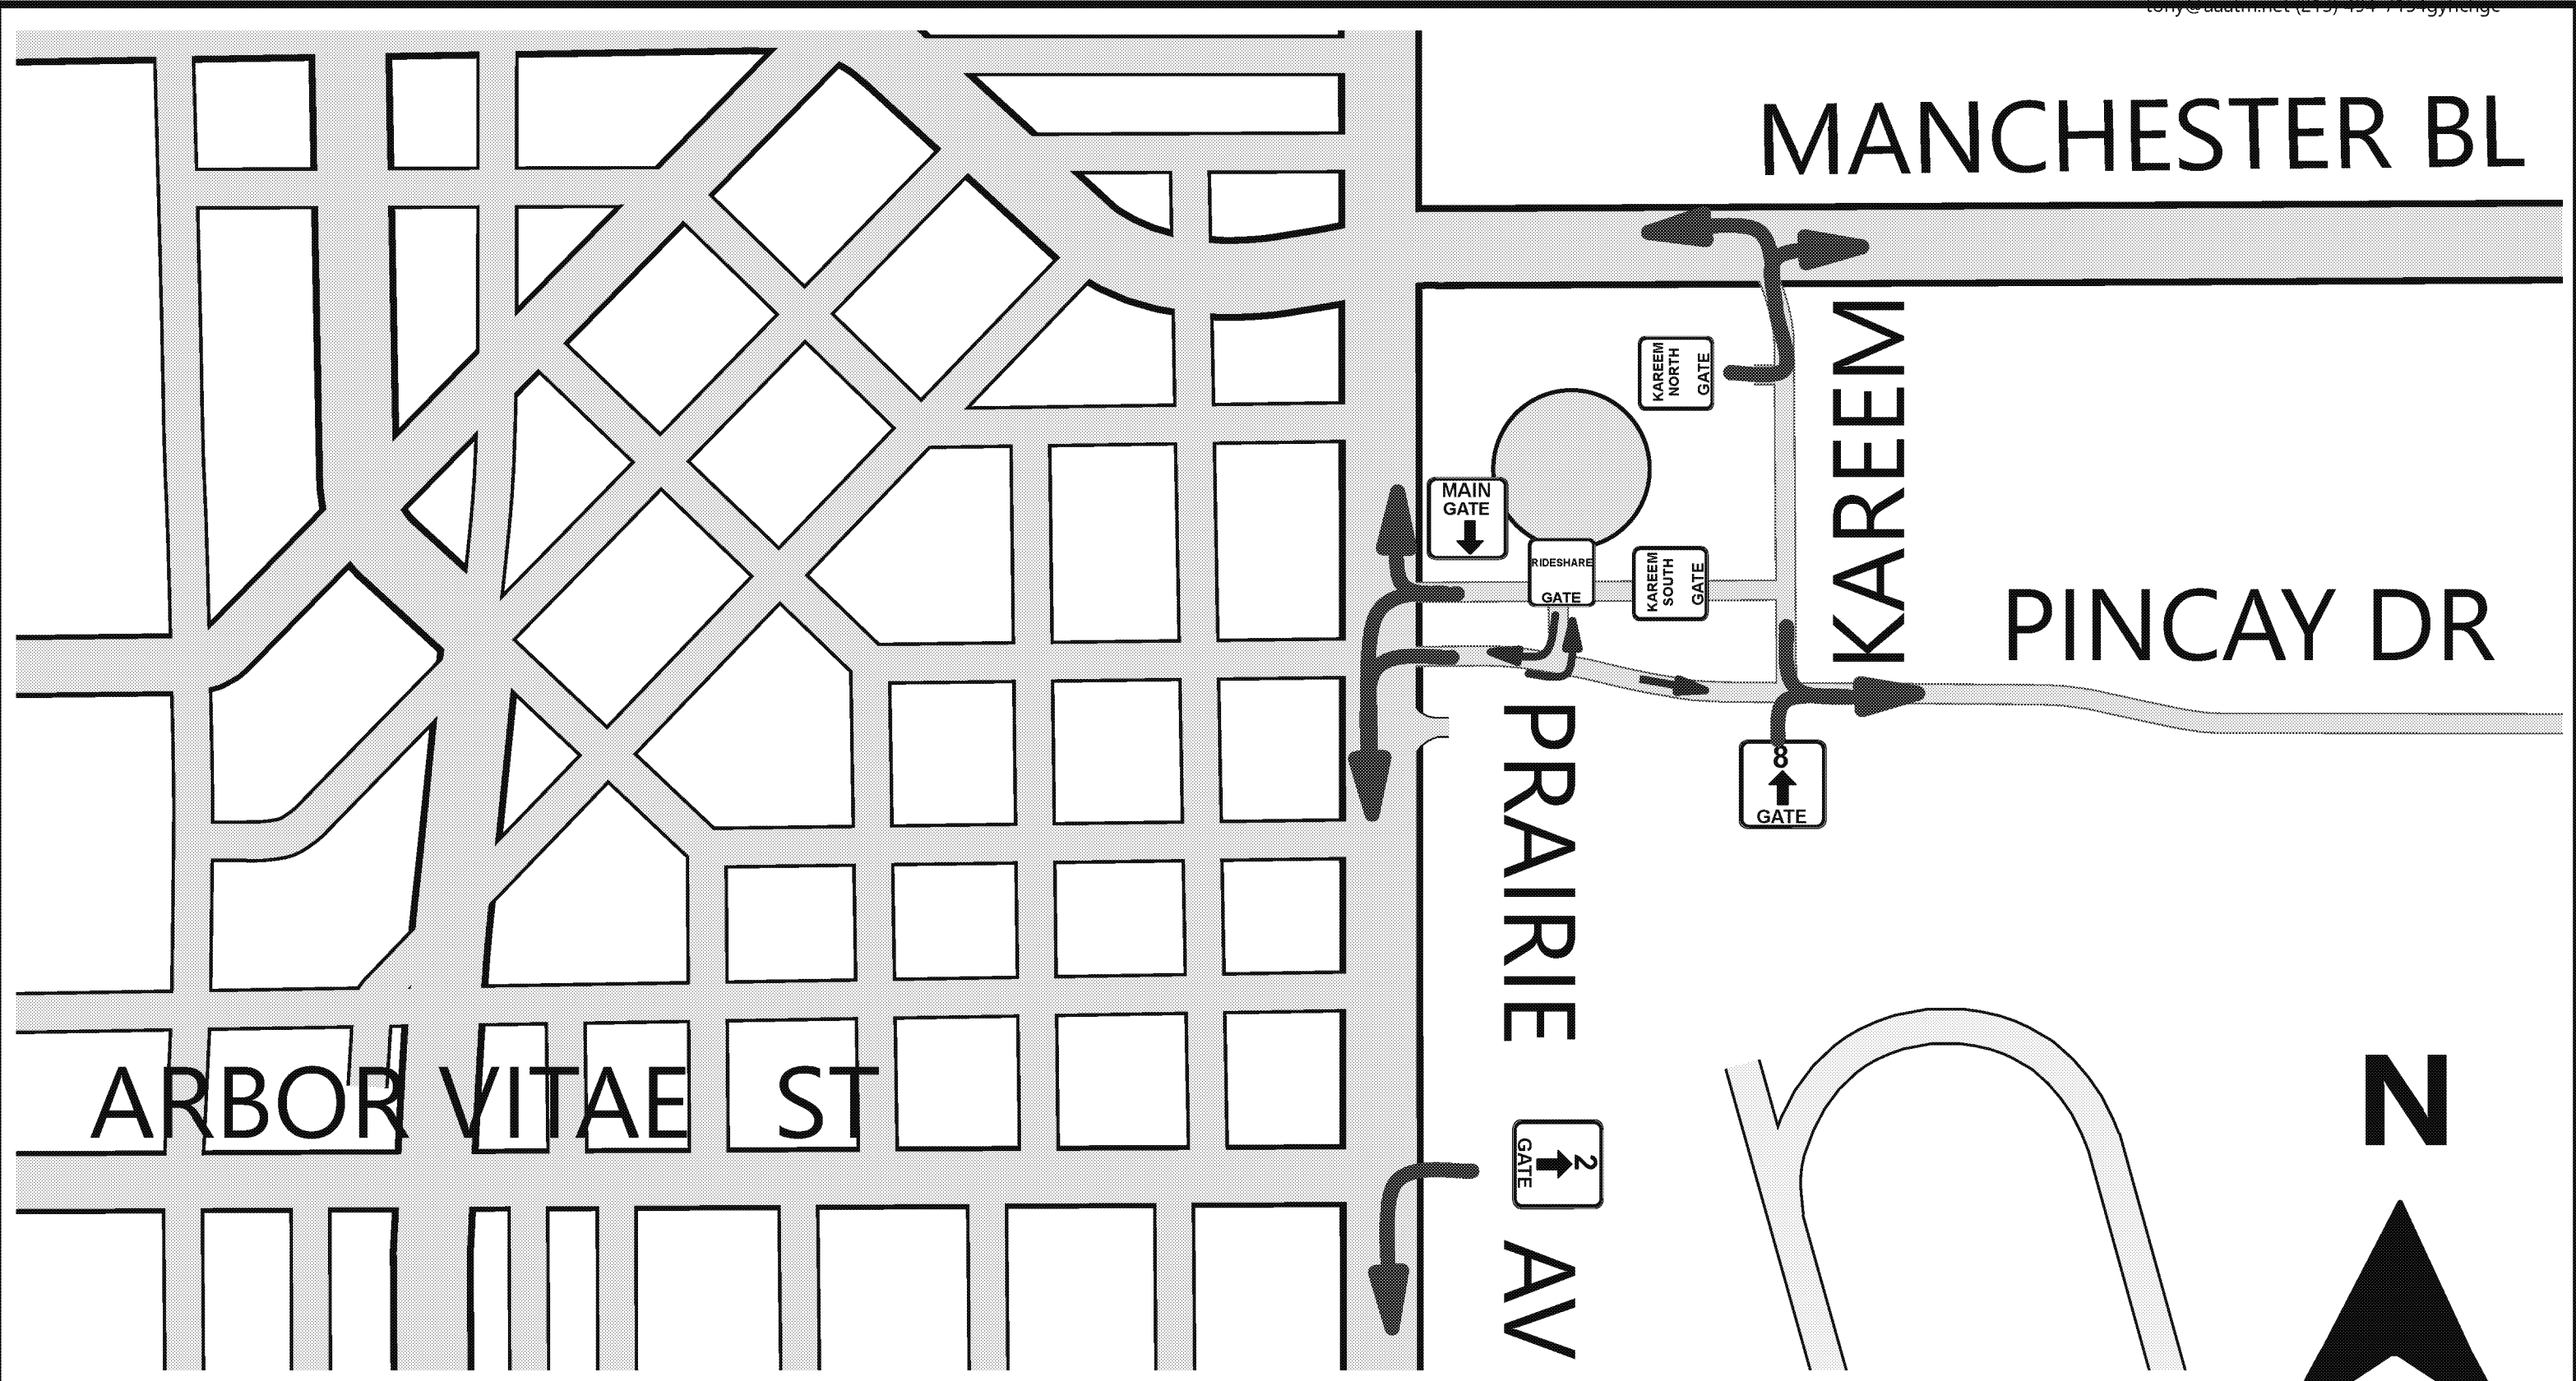 MANCHESTER BL
KAREEM
NORTH
GATE
KAREEM
MAIN
GATE
RIDESHARE
GATE
KAREEM
SOUTH
GATE
PINCAY DR
PRAIRIE AV
8
GATE
ARBOR VITAE ST
2
GATE
N